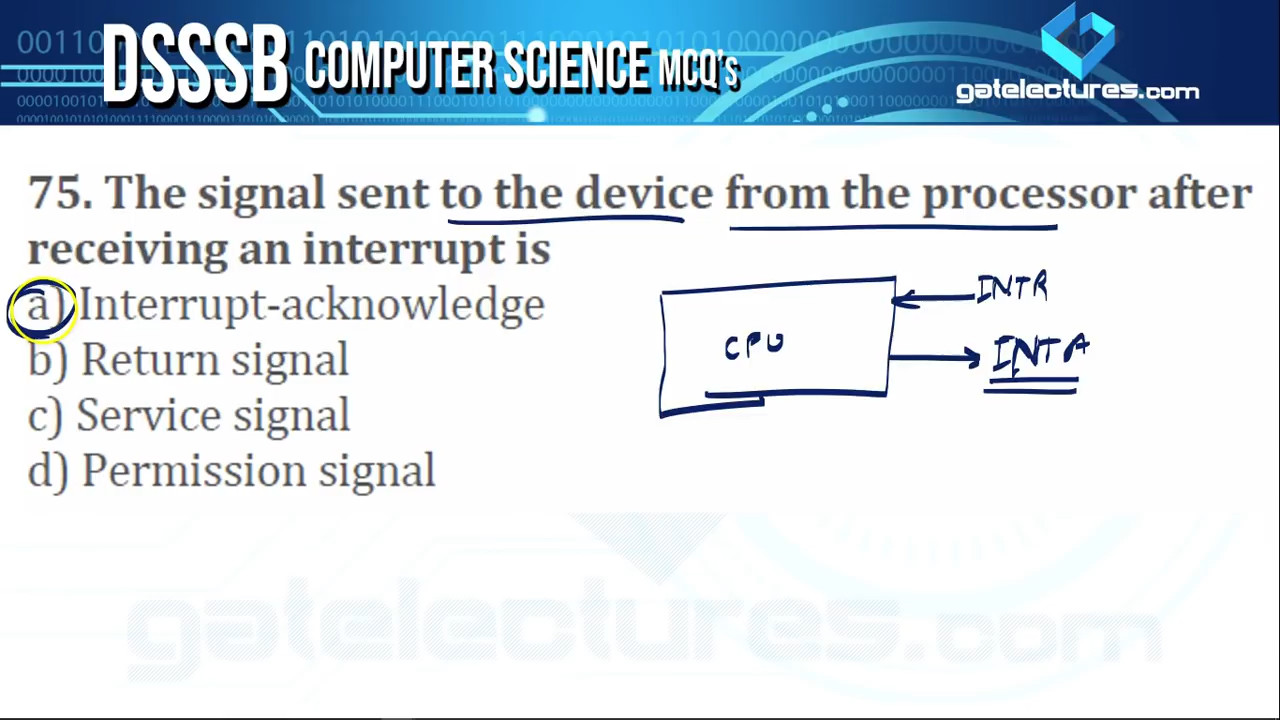 DSSSB COMPUTER SCIENCE MCQ's
gatelectures.com
75. The signal sent to the device from the processor after
receiving an interrupt is
a) Interrupt-acknowledge
b) Return signal
c) Service signal
d) Permission signal
INTR
CPU
INTA
gatelectures.com